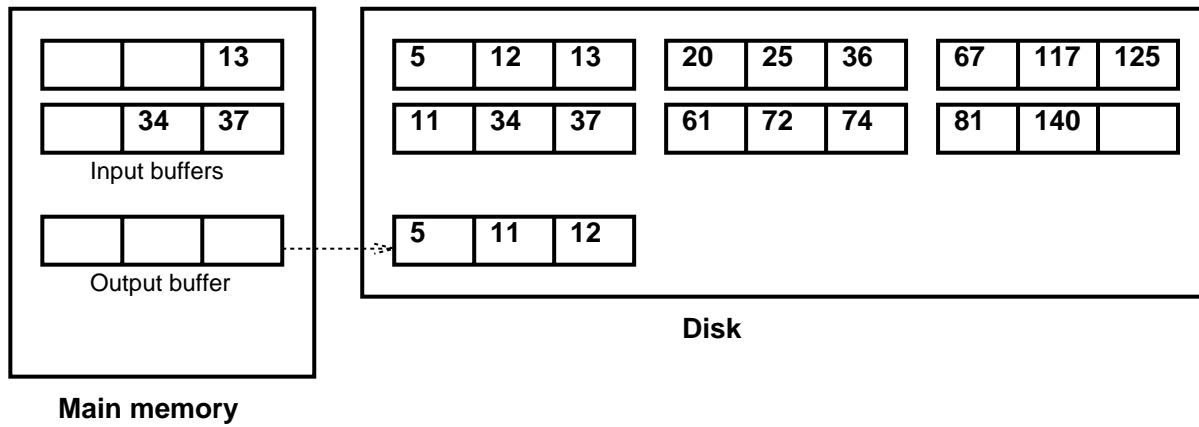 13
34 37
Input buffers
Output buffer
Main memory
5 12 13 20 25 36 67 117 125
11 34 37 61 72 74 81 140
5 11 12
Disk